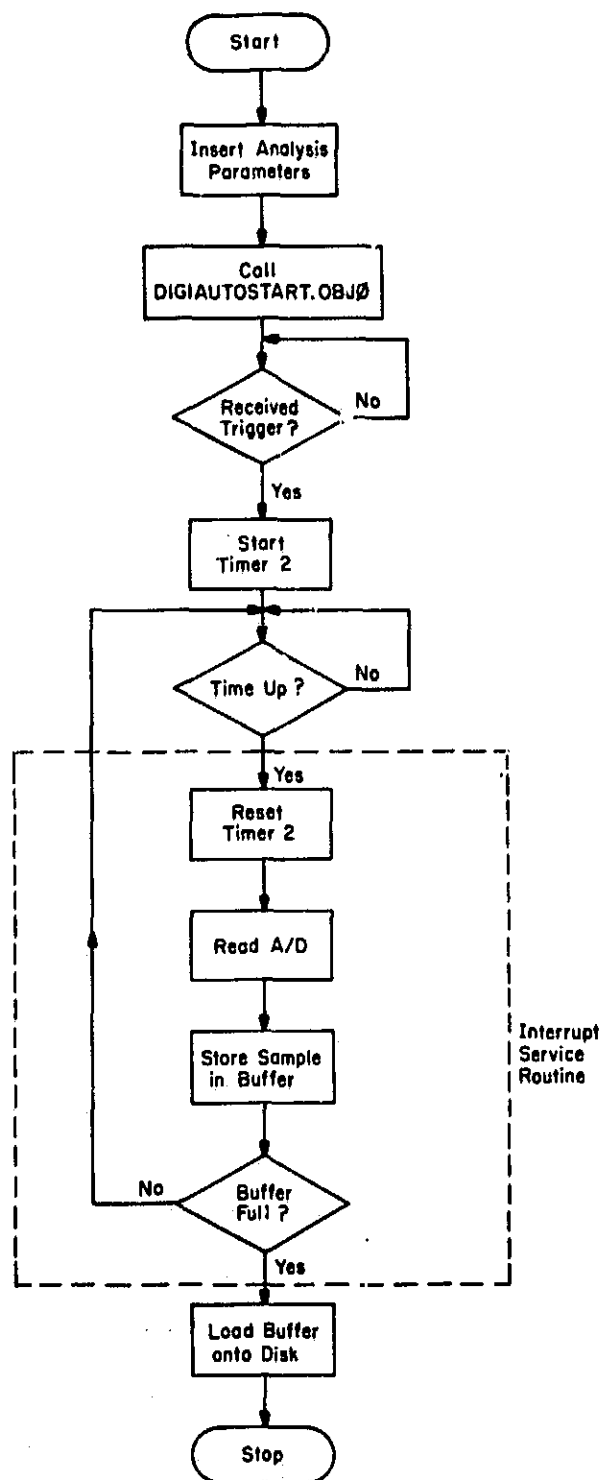 Start
Insert Analysis
Parameters
Call
DIGIAUTOSTART.OBJØ
Received
Trigger?
No
Yes
Start
Timer 2
Time Up ?
No
Yes
Reset
Timer 2
Read A/D
Store Sample
in Buffer
Interrupt
Service
Routine
Buffer
Full ?
No
Yes
Load Buffer
onto Disk
Stop